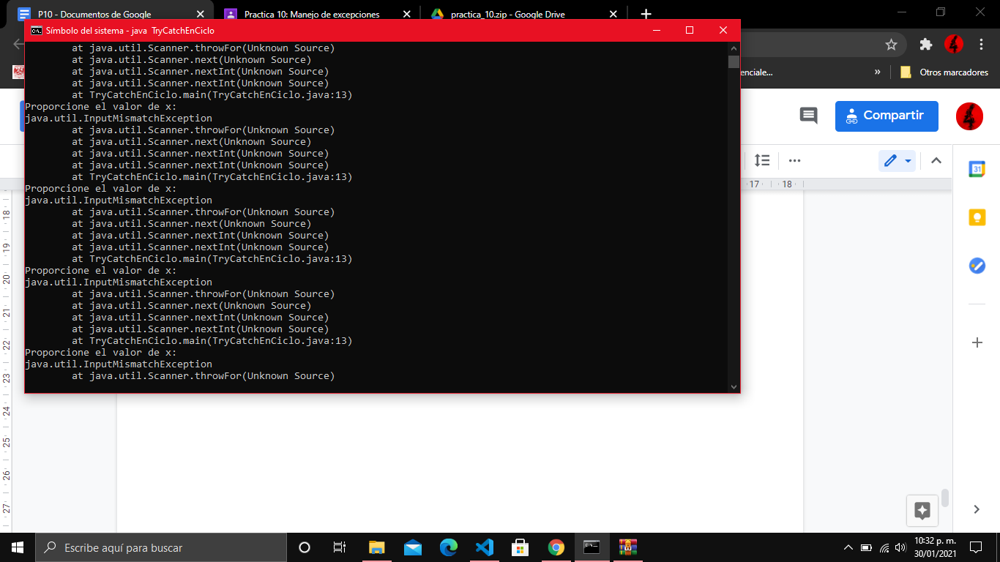 P10 - Documentos de Google
Practica 10: Manejo de excepciones
practica_10.zip - Google Drive
Símbolo del sistema - java TryCatchEnCiclo
at java.util.Scanner.throwFor(Unknown Source)
at java.util.Scanner.next(Unknown Source)
at java.util.Scanner.nextInt(Unknown Source)
at java.util.Scanner.nextInt(Unknown Source)
at TryCatchEnCiclo.main(TryCatchEnCiclo.java:13)
Proporcione el valor de x:
java.util.InputMismatchException
at java.util.Scanner.throwFor(Unknown Source)
at java.util.Scanner.next(Unknown Source)
at java.util.Scanner.nextInt(Unknown Source)
at java.util.Scanner.nextInt(Unknown Source)
at TryCatchEnCiclo.main(TryCatchEnCiclo.java:13)
Proporcione el valor de x:
java.util.InputMismatchException
at java.util.Scanner.throwFor(Unknown Source)
at java.util.Scanner.next(Unknown Source)
at java.util.Scanner.nextInt(Unknown Source)
at java.util.Scanner.nextInt(Unknown Source)
at TryCatchEnCiclo.main(TryCatchEnCiclo.java:13)
Proporcione el valor de x:
java.util.InputMismatchException
at java.util.Scanner.throwFor(Unknown Source)
at java.util.Scanner.next(Unknown Source)
at java.util.Scanner.nextInt(Unknown Source)
at java.util.Scanner.nextInt(Unknown Source)
at TryCatchEnCiclo.main(TryCatchEnCiclo.java:13)
Proporcione el valor de x:
java.util.InputMismatchException
at java.util.Scanner.throwFor(Unknown Source)
enciale...
»
Otros marcadores
Compartir
17 18
31
18
19
20
21
22
23
24
25
26
27
Escribe aquí para buscar
10:32 p. m.
30/01/2021